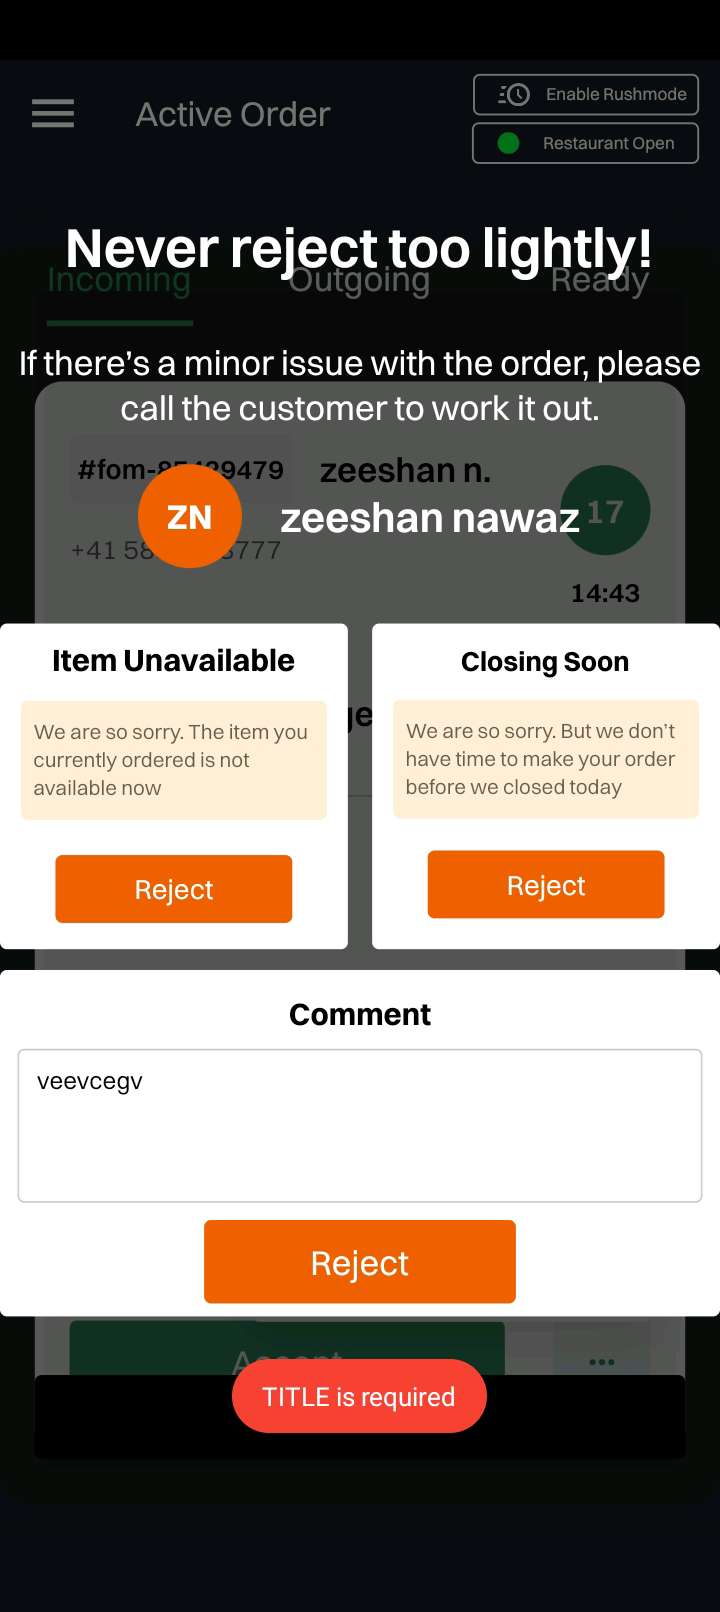 Active Order
Enable Rushmode
Restaurant Open
Never reject too lightly!
Incoming
Outgoing
Ready
If there’s a minor issue with the order, please
call the customer to work it out.
zeeshan n.
ZN
zeeshan nawaz
17
+41 58
3777
14:43
Item Unavailable
We are so sorry. The item you
currently ordered is not
available now
Reject
Closing Soon
We are so sorry. But we don’t
have time to make your order
before we closed today
Reject
Comment
veevcegv
Reject
Accept
...
TITLE is required